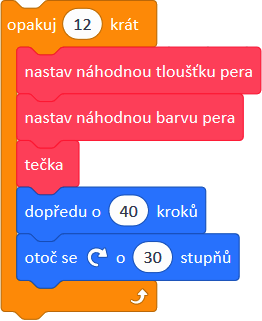 opakuj 12 krát
nastav náhodnou tloušťku pera
nastav náhodnou barvu pera
tečka
dopředu o 40 kroků
otoč se o 30 stupňů